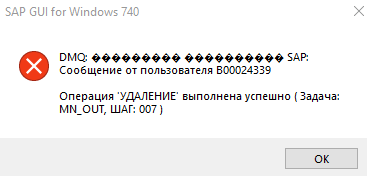 SAP GUI for Windows 740
DMQ: ��������� ����������� SAP:
Сообщение от пользователя B00024339
Операция 'УДАЛЕНИЕ' выполнена успешно ( Задача:
MN_OUT, ШАГ: 007 )
OK